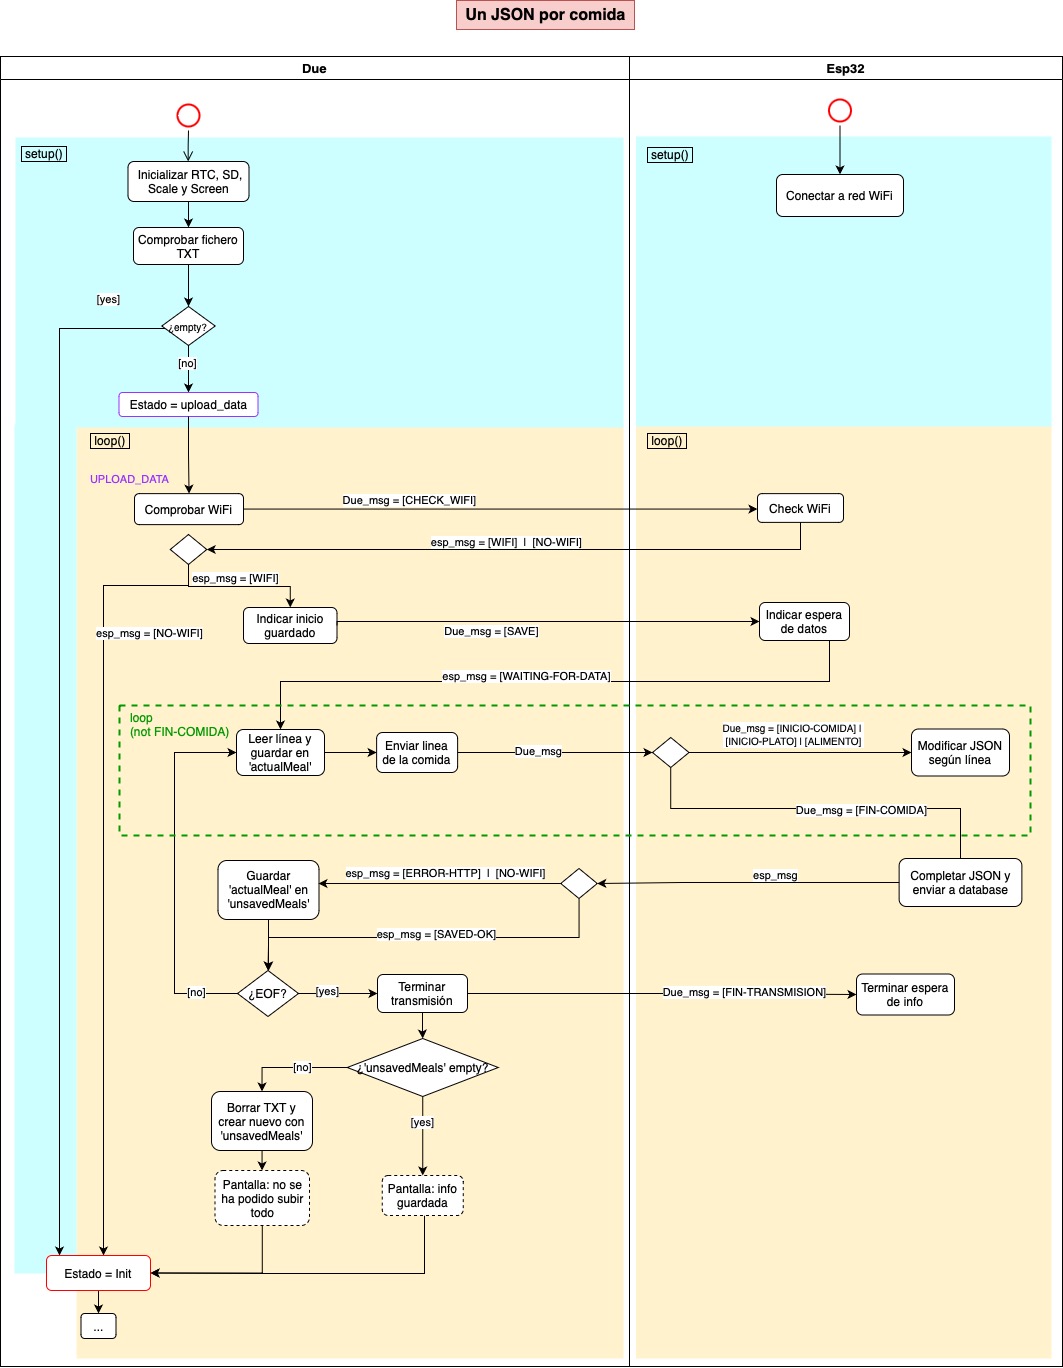 Un JSON por comida
Due
Esp32
setup()
setup()
Inicializar RTC, SD,
Scale y Screen
Conectar a red WiFi
Comprobar fichero
TXT
[yes]
¿empty?
[no]
Estado = upload_data
loop()
loop()
UPLOAD_DATA
Comprobar WiFi
Due_msg = [CHECK_WIFI]
Check WiFi
esp_msg = [WIFI] | [NO-WIFI]
esp_msg = [WIFI]
Indicar inicio
guardado
Indicar espera
de datos
esp_msg = [NO-WIFI]
Due_msg = [SAVE]
esp_msg = [WAITING-FOR-DATA]
loop
(not FIN-COMIDA)
Leer línea y
guardar en
'actualMeal'
Enviar linea
de la comida
Due_msg
Due_msg = [INICIO-COMIDA] |
[INICIO-PLATO] | [ALIMENTO]
Modificar JSON
según línea
Due_msg = [FIN-COMIDA]
Guardar
'actualMeal' en
'unsavedMeals'
esp_msg = [ERROR-HTTP] | [NO-WIFI]
esp_msg
Completar JSON y
enviar a database
esp_msg = [SAVED-OK]
[no]
¿EOF?
[yes]
Terminar
transmisión
Due_msg = [FIN-TRANSMISION]
Terminar espera
de info
[no]
¿'unsavedMeals' empty?
Borrar TXT y
crear nuevo con
'unsavedMeals'
[yes]
Pantalla: no se
ha podido subir
todo
Pantalla: info
guardada
Estado = Init
...